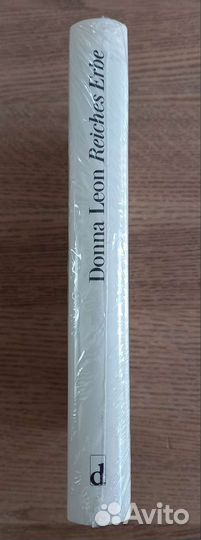 Donna Leon Reiches Erbe
d
Avito